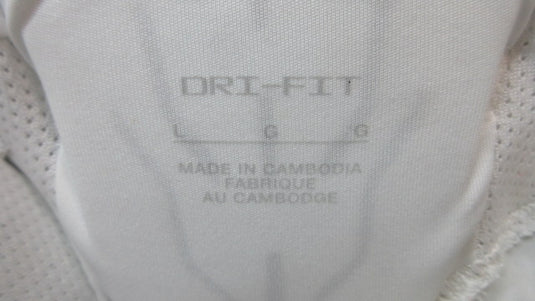 DRI-FIT
L G G
MADE IN CAMBODIA
FABRIQUE
AU CAMBODGE